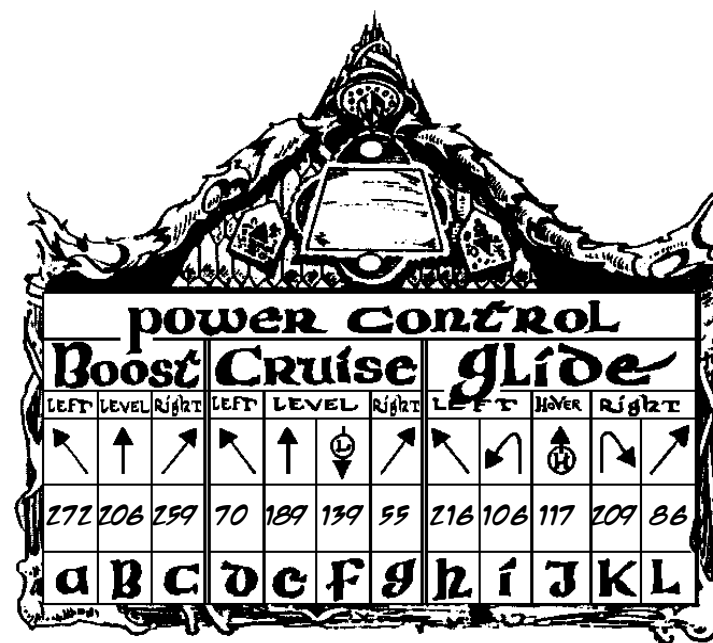 Power Control
Boost Cruise Glide
Left Level Right Left Level Right Left Hover Right
L H
272 206 259 70 189 139 55 216 106 117 209 86
a B C D e F g h i J K L